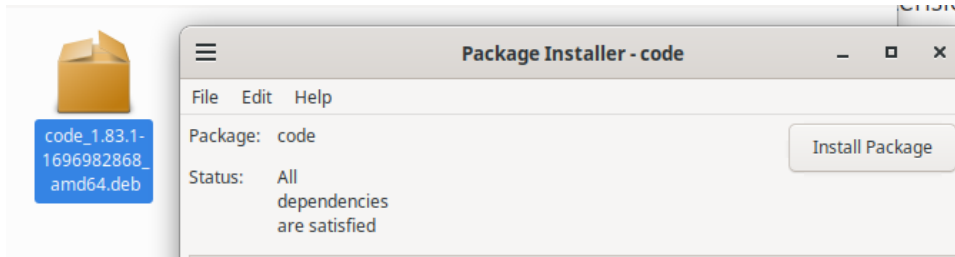 code_1.83.1-
1696982868_
amd64.deb
Package Installer - code
File Edit Help
Package: code
Install Package
Status: All
dependencies
are satisfied